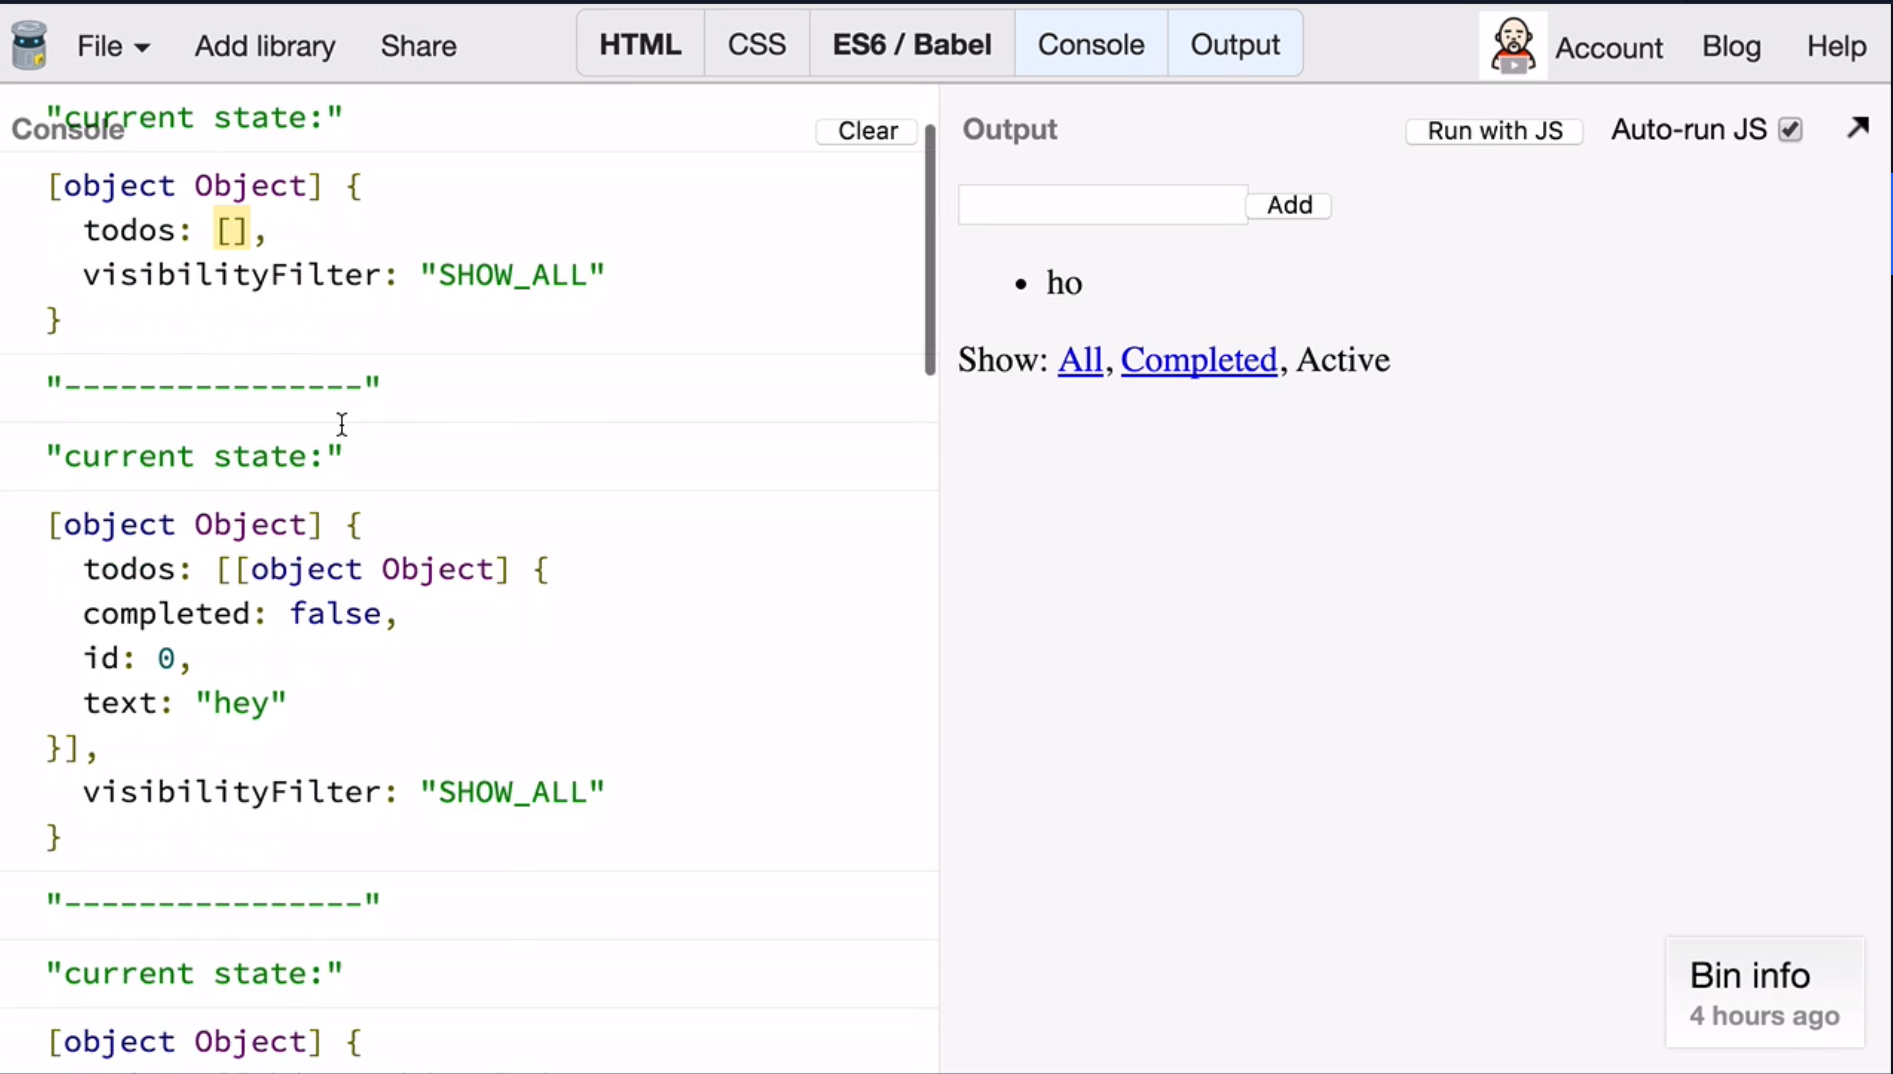 File Add library Share HTML CSS ES6 / Babel Console Output Account Blog Help
Console
"current state:"
Clear
[object Object] {
todos: [],
visibilityFilter: "SHOW_ALL"
}
"----------------"
"current state:"
[object Object] {
todos: [[object Object] {
completed: false,
id: 0,
text: "hey"
}],
visibilityFilter: "SHOW_ALL"
}
"----------------"
"current state:"
[object Object] {
Output Run with JS Auto-run JS
Add
• ho
Show: All, Completed, Active
Bin info
4 hours ago